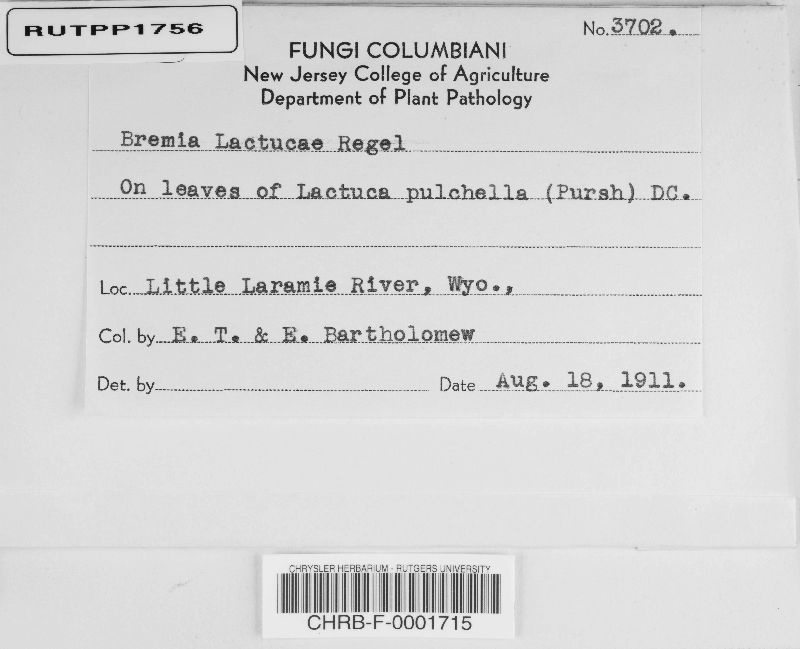 RUTPP1756
No. 3702.
FUNGI COLUMBIANI
New Jersey College of Agriculture
Department of Plant Pathology
Bremia Lactucae Regel
On leaves of Lactuca pulchella (Pursh) DC.
Loc. Little Laramie River, Wyo.,
Col. by E. T. & E. Bartholomew
Det. by Date Aug. 18, 1911.
CHRYSLER HERBARIUM - RUTGERS UNIVERSITY
CHRB-F-0001715